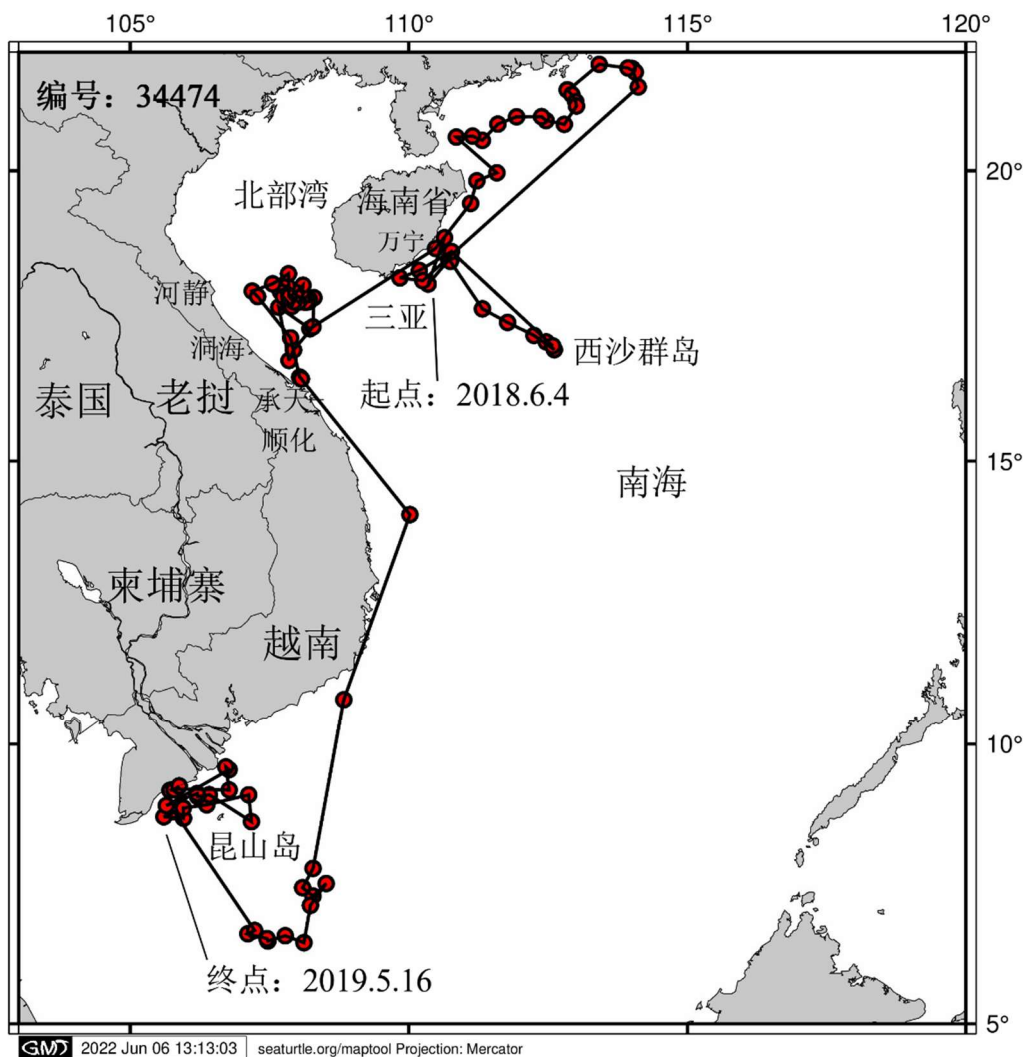 105° 110° 115° 120°
编号：34474
20°
北部湾 海南省
万宁
河静
三亚
涧海
西沙群岛
起点：2018.6.4
泰国 老挝 承天
顺化
15°
南海
柬埔寨
越南
10°
昆山岛
终点：2019.5.16
5°
GMD 2022 Jun 06 13:13:03 seaturtle.org/maptool Projection: Mercator